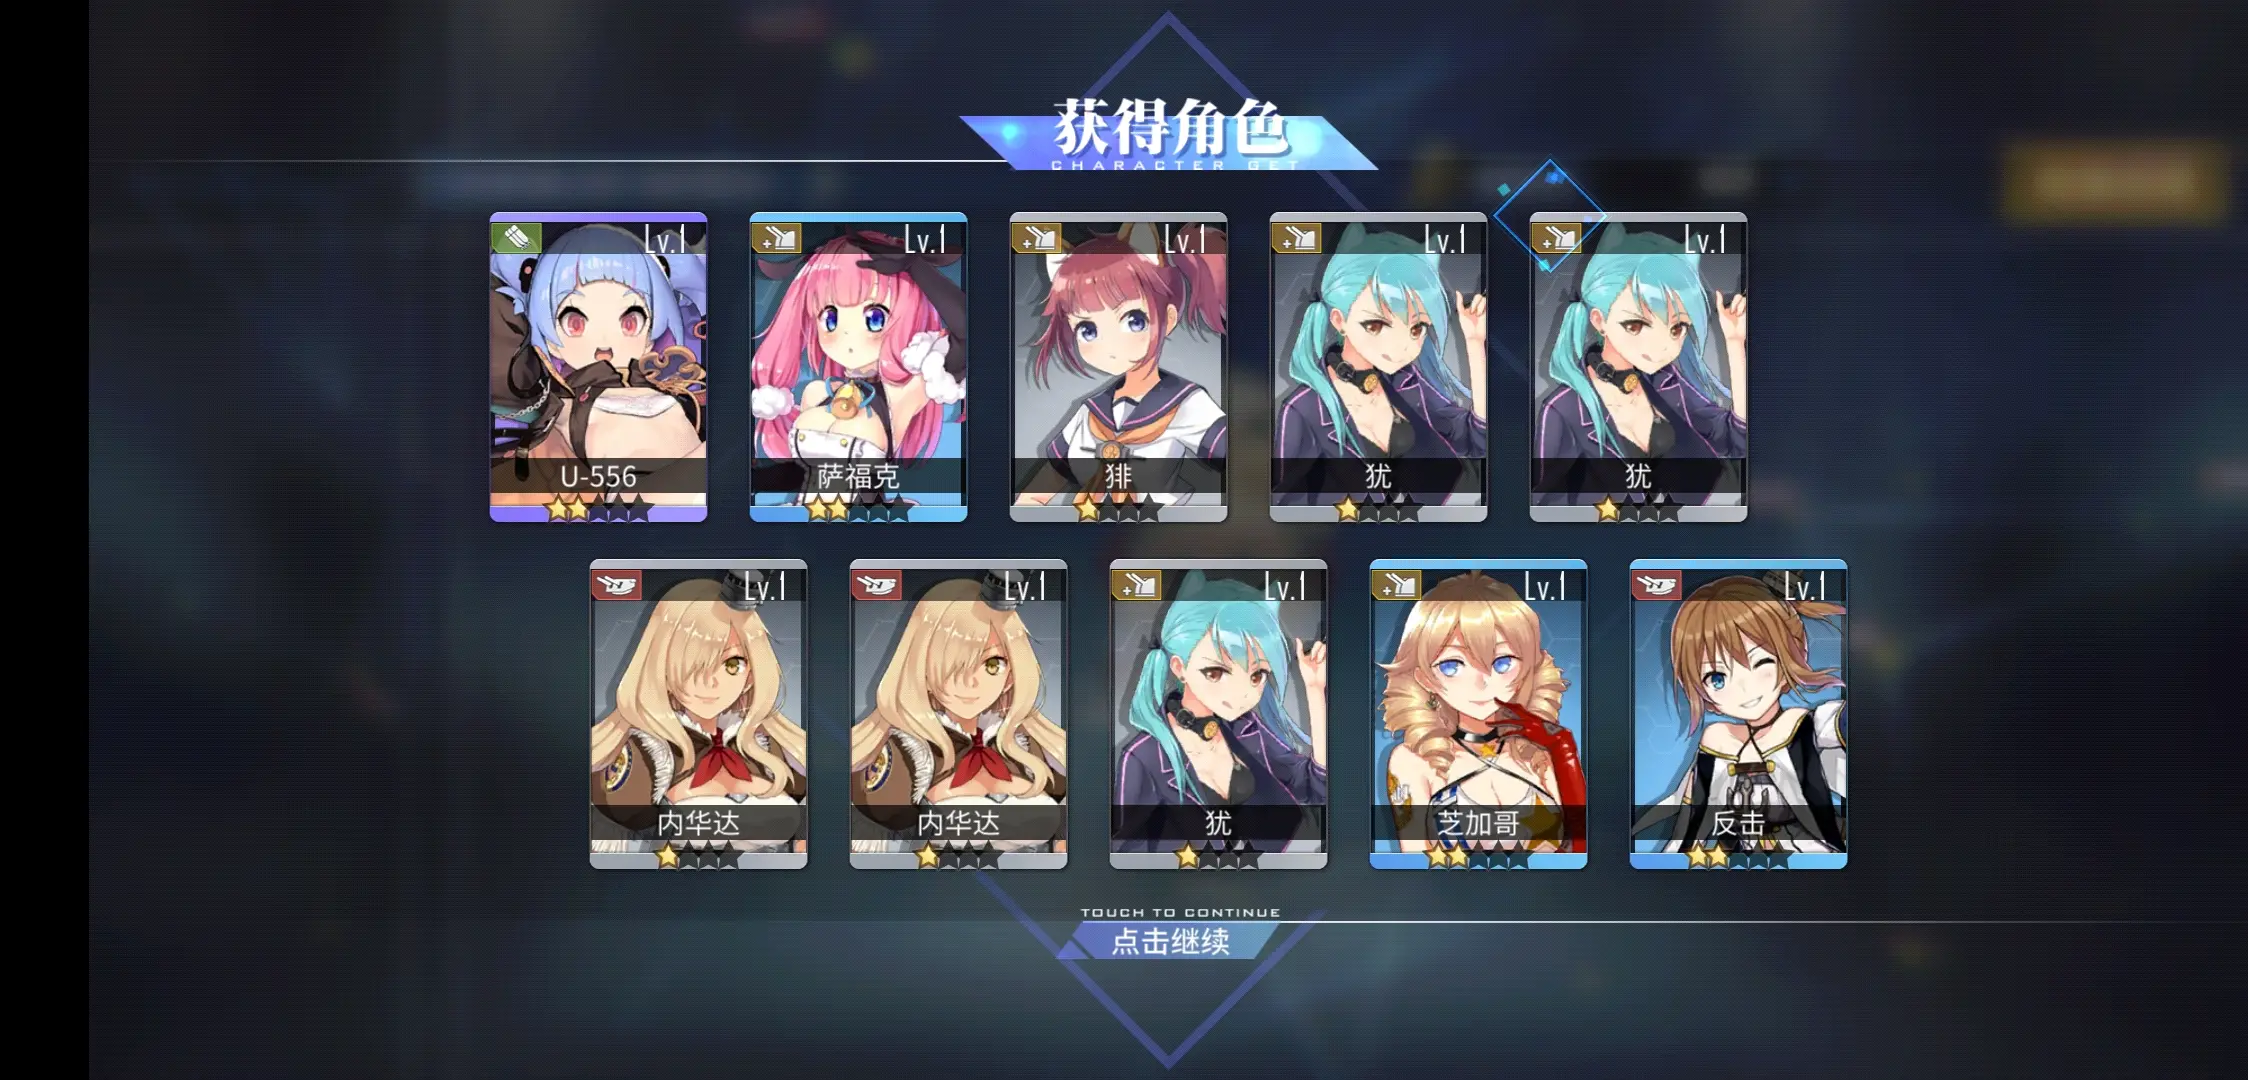 获得角色
CHARACTER GET
Lv.1
Lv.1
Lv.1
Lv.1
Lv.1
U-556
萨福克
猅
犹
犹
Lv.1
Lv.1
Lv.1
Lv.1
Lv.1
内华达
内华达
犹
芝加哥
反击
TOUCH TO CONTINUE
点击继续